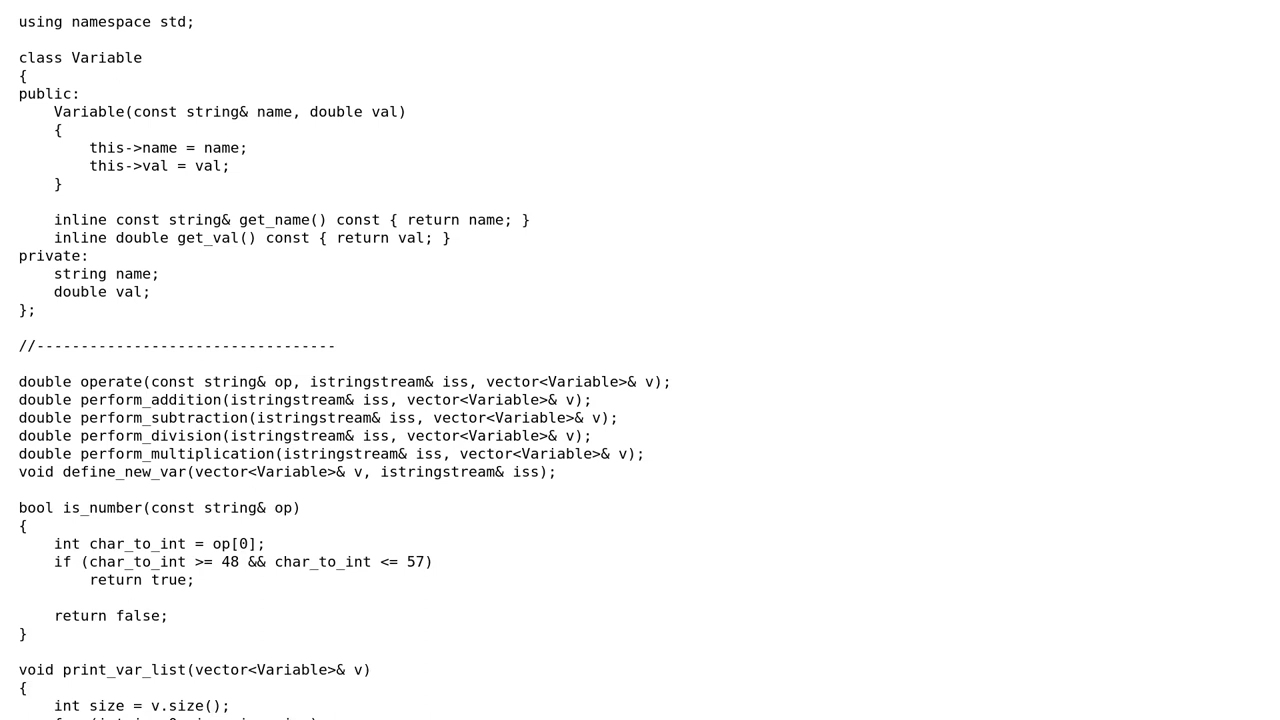 using namespace std;

class Variable
{
public:
    Variable(const string& name, double val)
    {
        this->name = name;
        this->val = val;
    }

    inline const string& get_name() const { return name; }
    inline double get_val() const { return val; }
private:
    string name;
    double val;
};

//----------------------------------

double operate(const string& op, istringstream& iss, vector<Variable>& v);
double perform_addition(istringstream& iss, vector<Variable>& v);
double perform_subtraction(istringstream& iss, vector<Variable>& v);
double perform_division(istringstream& iss, vector<Variable>& v);
double perform_multiplication(istringstream& iss, vector<Variable>& v);
void define_new_var(vector<Variable>& v, istringstream& iss);

bool is_number(const string& op)
{
    int char_to_int = op[0];
    if (char_to_int >= 48 && char_to_int <= 57)
        return true;

    return false;
}

void print_var_list(vector<Variable>& v)
{
    int size = v.size();